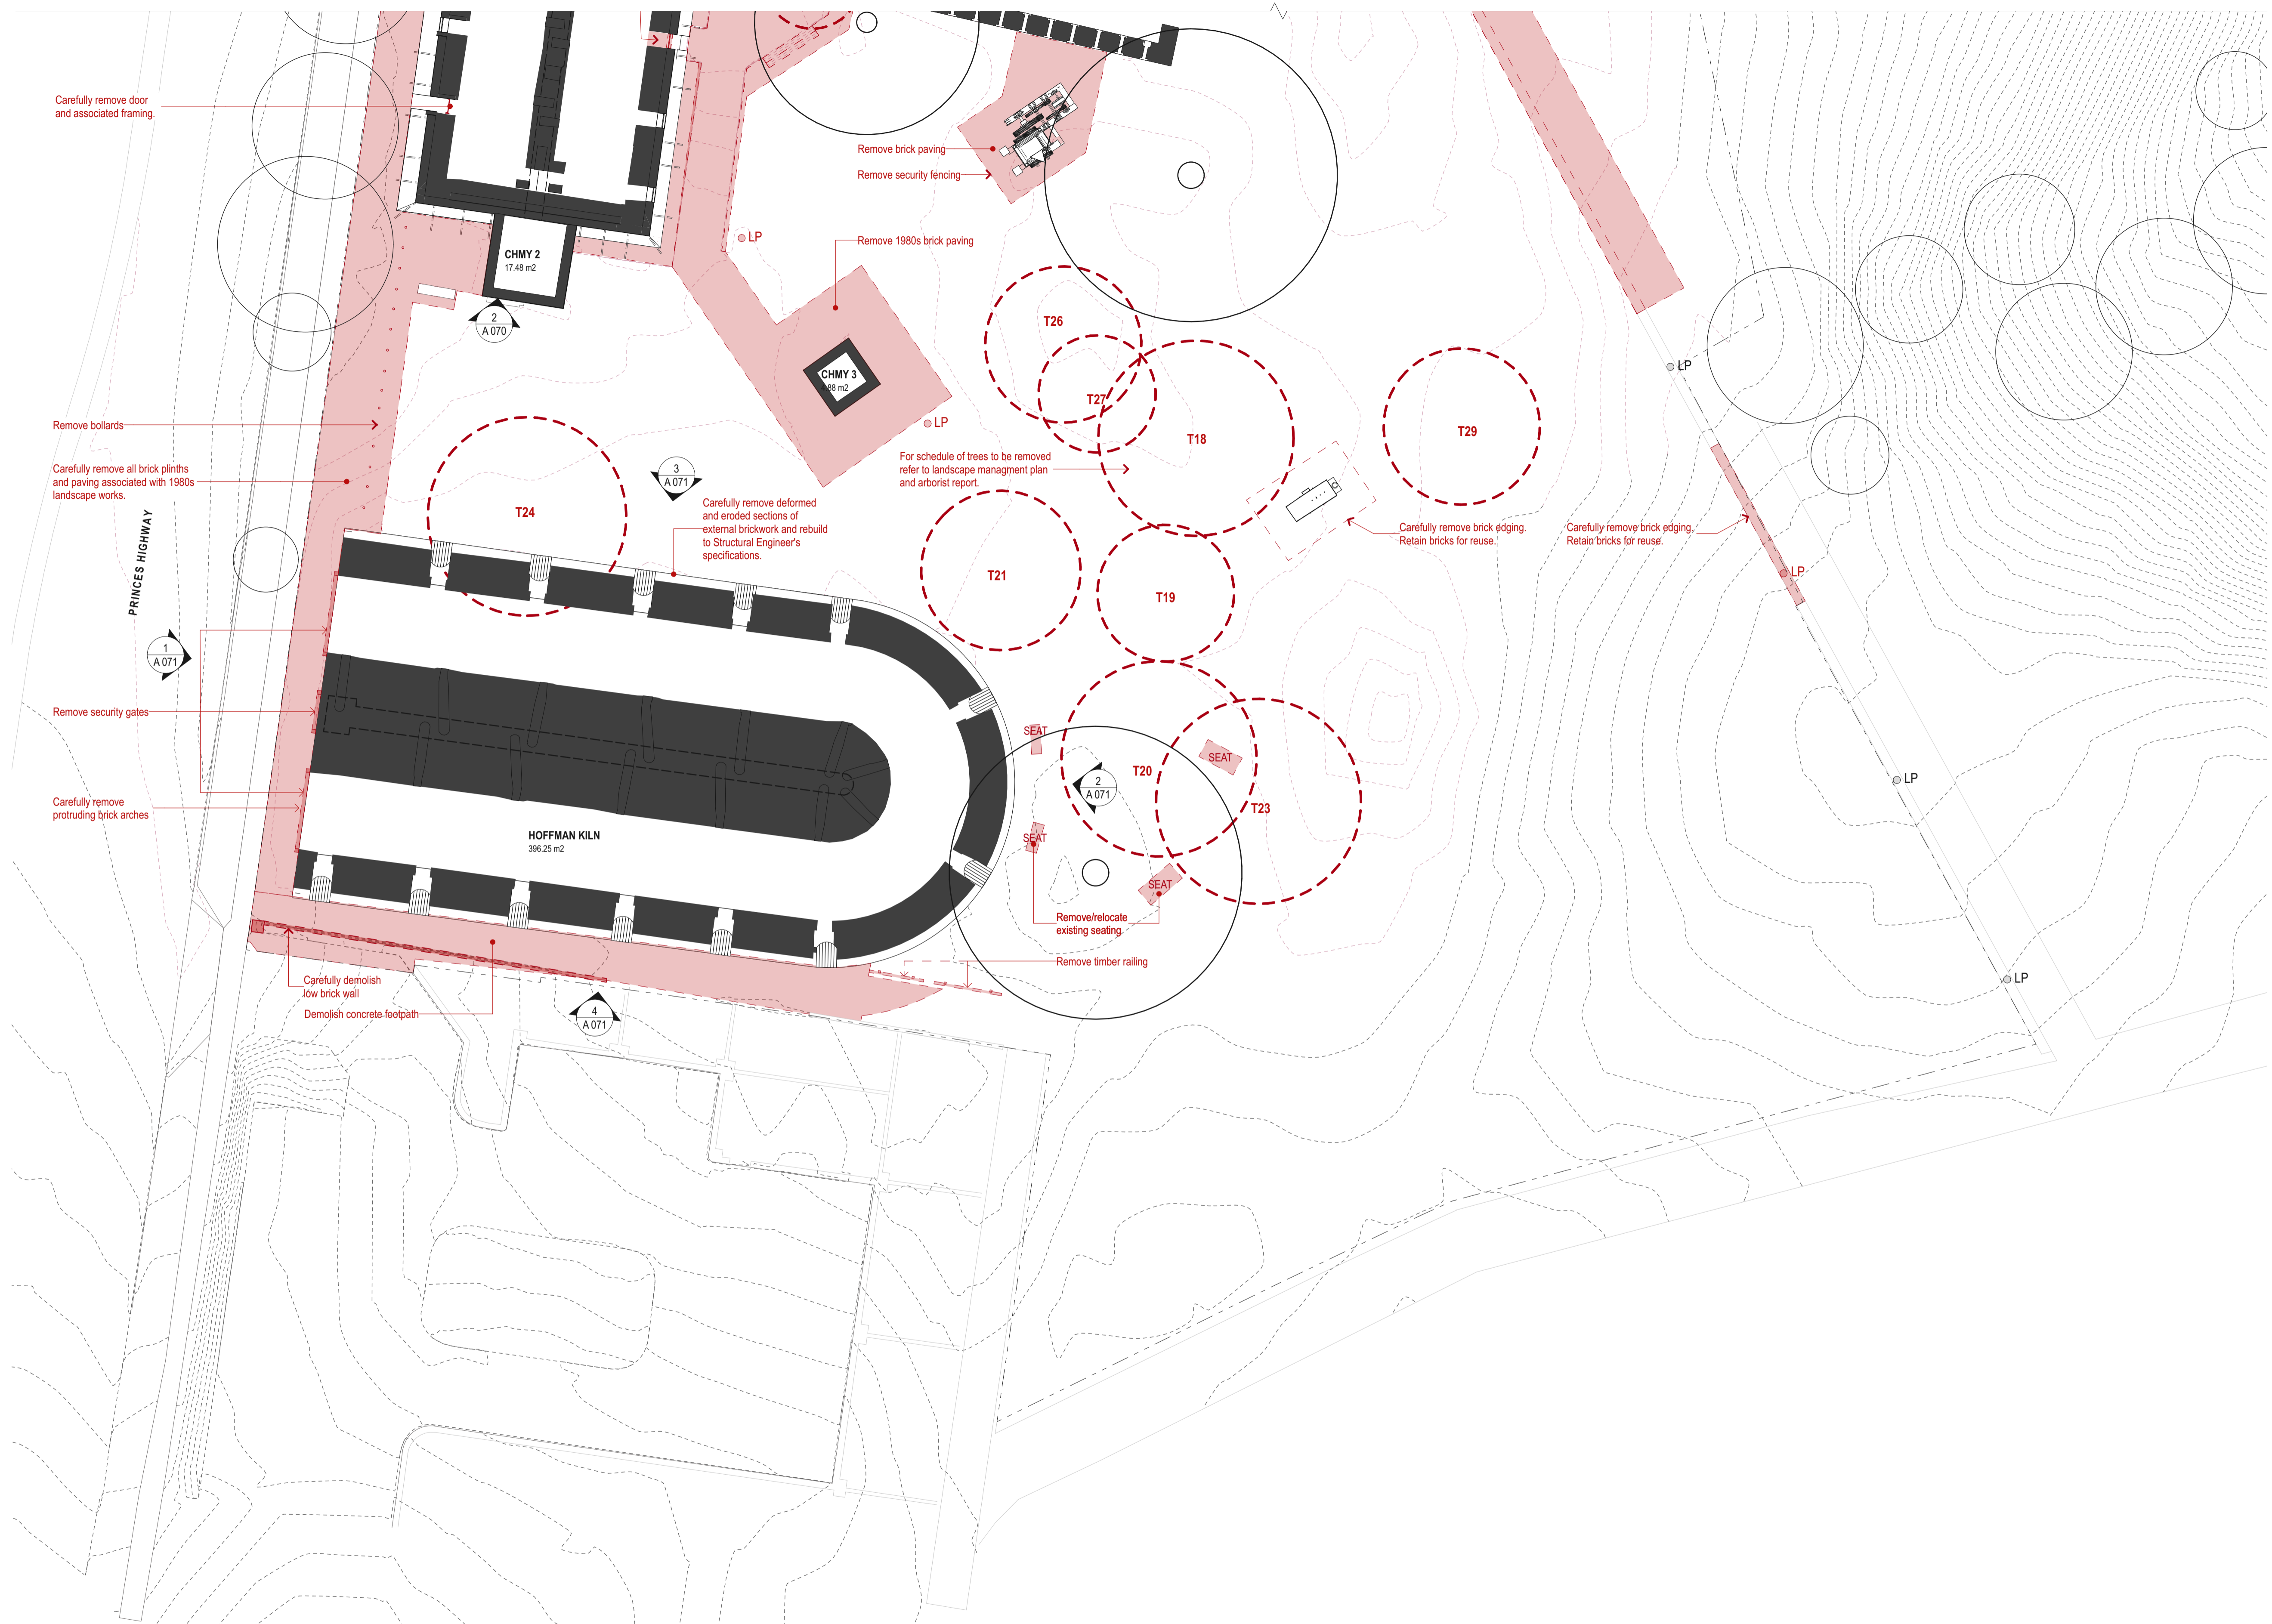 Carefully remove door
and associated framing.
Remove brick paving
Remove security fencing
LP
Remove 1980s brick paving
CHMY 2
17.48 m2
2
A 070
T26
CHMY 3
T27
LP
T18
T29
LP
Remove bollards
Carefully remove all brick plinths
and paving associated with 1980s
landscape works.
PRINCES HIGHWAY
3
A 071
For schedule of trees to be removed
refer to landscape managment plan
and arborist report.
Carefully remove deformed
and eroded sections of
external brickwork and rebuild
to Structural Engineer's
specifications.
T24
Carefully remove brick edging.
Retain bricks for reuse.
Carefully remove brick edging.
Retain bricks for reuse.
LP
T21
T19
1
A 071
Remove security gates
SEAT
SEAT
T20
2
A 071
LP
Carefully remove
protruding brick arches
T23
HOFFMAN KILN
396.25 m2
SEAT
SEAT
Remove/relocate
existing seating
Remove timber railing
LP
Carefully demolish
low brick wall
Demolish concrete footpath
4
A 071